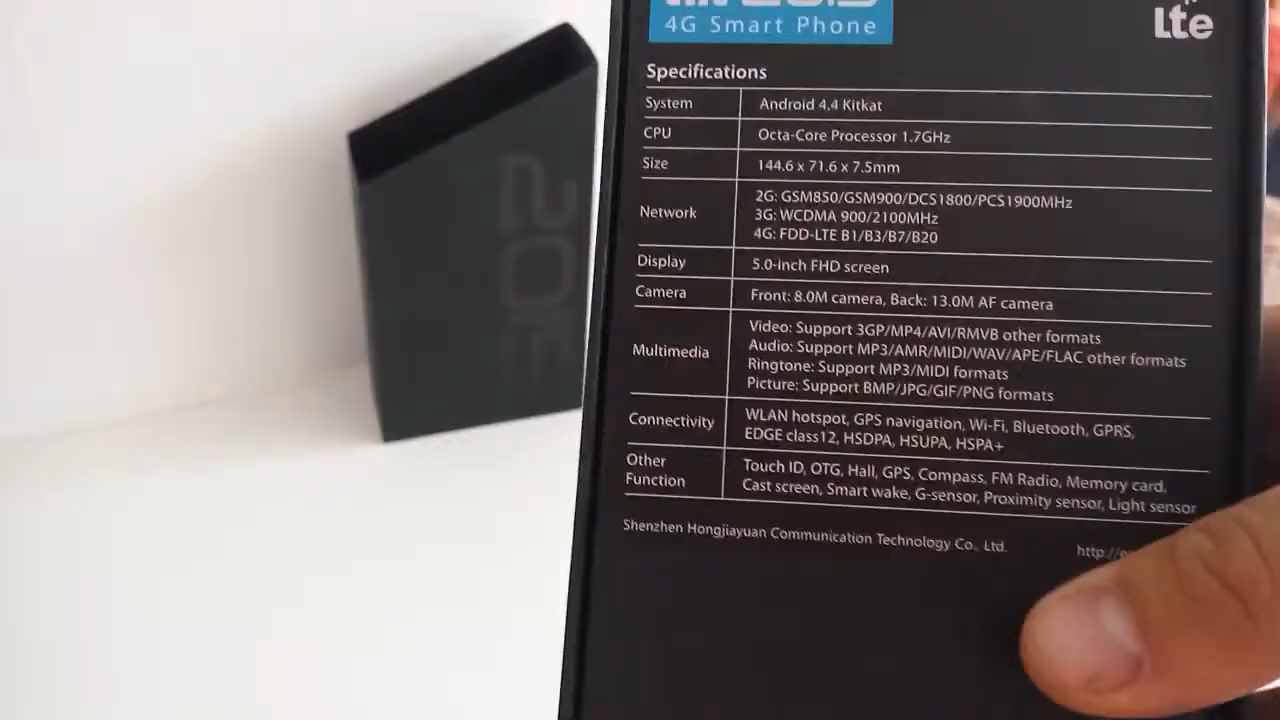 4G Smart Phone
Lte
Specifications
System Android 4.4 Kitkat
CPU Octa-Core Processor 1.7GHz
Size 144.6 x 71.6 x 7.5mm
Network
2G: GSM850/GSM900/DCS1800/PCS1900MHz
3G: WCDMA 900/2100MHz
4G: FDD-LTE B1/B3/B7/B20
Display 5.0-inch FHD screen
Camera Front: 8.0M camera, Back: 13.0M AF camera
Multimedia
Video: Support 3GP/MP4/AVI/RMVB other formats
Audio: Support MP3/AMR/MIDI/WAV/APE/FLAC other formats
Ringtone: Support MP3/MIDI formats
Picture: Support BMP/JPG/GIF/PNG formats
Connectivity
WLAN hotspot, GPS navigation, Wi-Fi, Bluetooth, GPRS,
EDGE class12, HSDPA, HSUPA, HSPA+
Other
Function
Touch ID, OTG, Hall, GPS, Compass, FM Radio, Memory card,
Cast screen, Smart wake, G-sensor, Proximity sensor, Light sensor
Shenzhen Hongjiayuan Communication Technology Co., Ltd.
http://